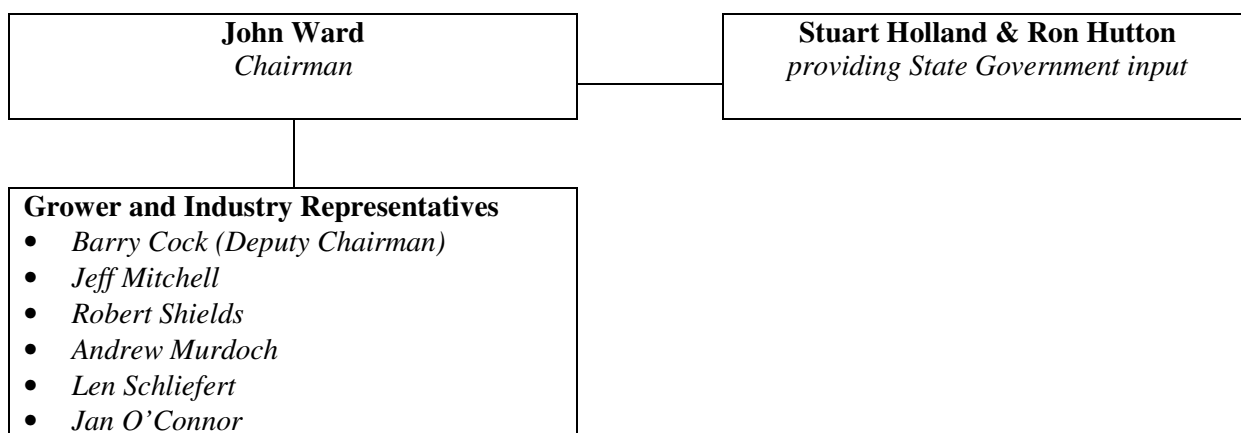 John Ward
Chairman
Stuart Holland & Ron Hutton
providing State Government input
Grower and Industry Representatives
• Barry Cock (Deputy Chairman)
• Jeff Mitchell
• Robert Shields
• Andrew Murdoch
• Len Schliefert
• Jan O’Connor